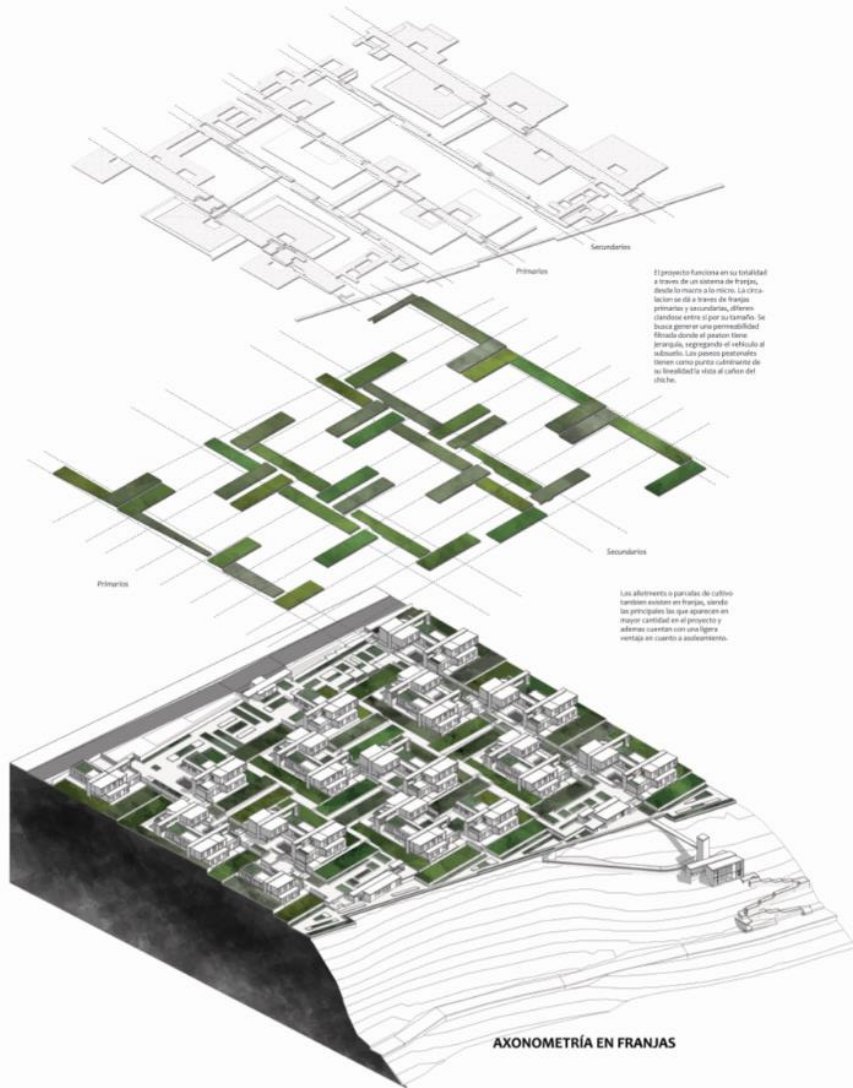 Secundarios
Primarios
El proyecto funciona en su totalidad
a traves de un sistema de franjas,
desde lo macro a lo micro. La circu-
lacion se dá a traves de franjas
primarias y secundarias, diferen
ciandose entre si por su tamaño. Se
busca generar una permeabilidad
filtrada donde el peaton tiene
jerarquia, segregando el vehiculo al
subsuelo. Los paseos peatonales
tienen como punto culminante de
su linealidad la vista al cañon del
chiche.
Secundarios
Primarios
Los allotments o parcelas de cultivo
tambien existen en franjas, siendo
las principales las que aparecen en
mayor cantidad en el proyecto y
ademas cuentan con una ligera
ventaja en cuanto a asoleamiento.
AXONOMETRÍA EN FRANJAS